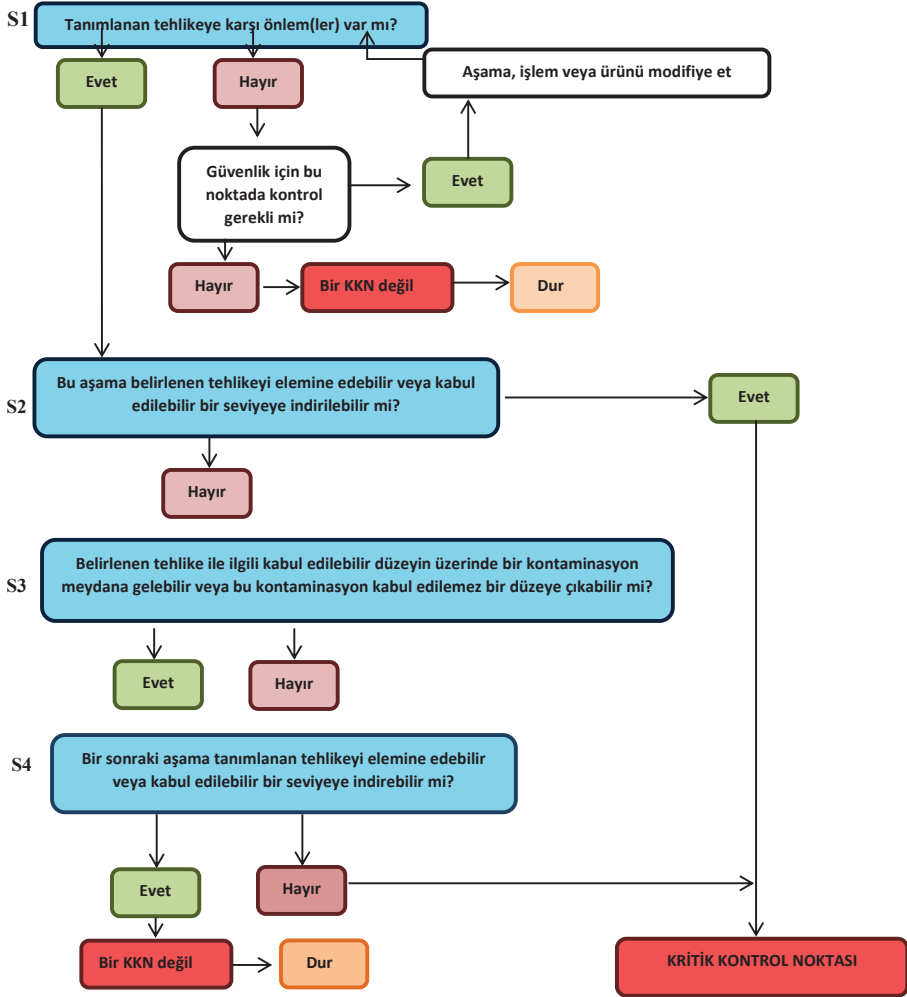 S1
Tanımlanan tehlikeye karşı önlem(ler) var mı?
Evet
Hayır
Aşama, işlem veya ürünü modifiye et
Güvenlik için bu
noktada kontrol
gerekli mi?
Evet
Hayır
Bir KKN değil
Dur
S2
Bu aşama belirlenen tehlikeyi elemine edebilir veya kabul
edilebilir bir seviyeye indirilebilir mi?
Evet
Hayır
S3
Belirlenen tehlike ile ilgili kabul edilebilir düzeyin üzerinde bir kontaminasyon
meydana gelebilir veya bu kontaminasyon kabul edilemez bir düzeye çıkabilir mi?
Evet
Hayır
S4
Bir sonraki aşama tanımlanan tehlikeyi elemine edebilir
veya kabul edilebilir bir seviyeye indirebilir mi?
Evet
Hayır
Bir KKN değil
Dur
KRİTİK KONTROL NOKTASI